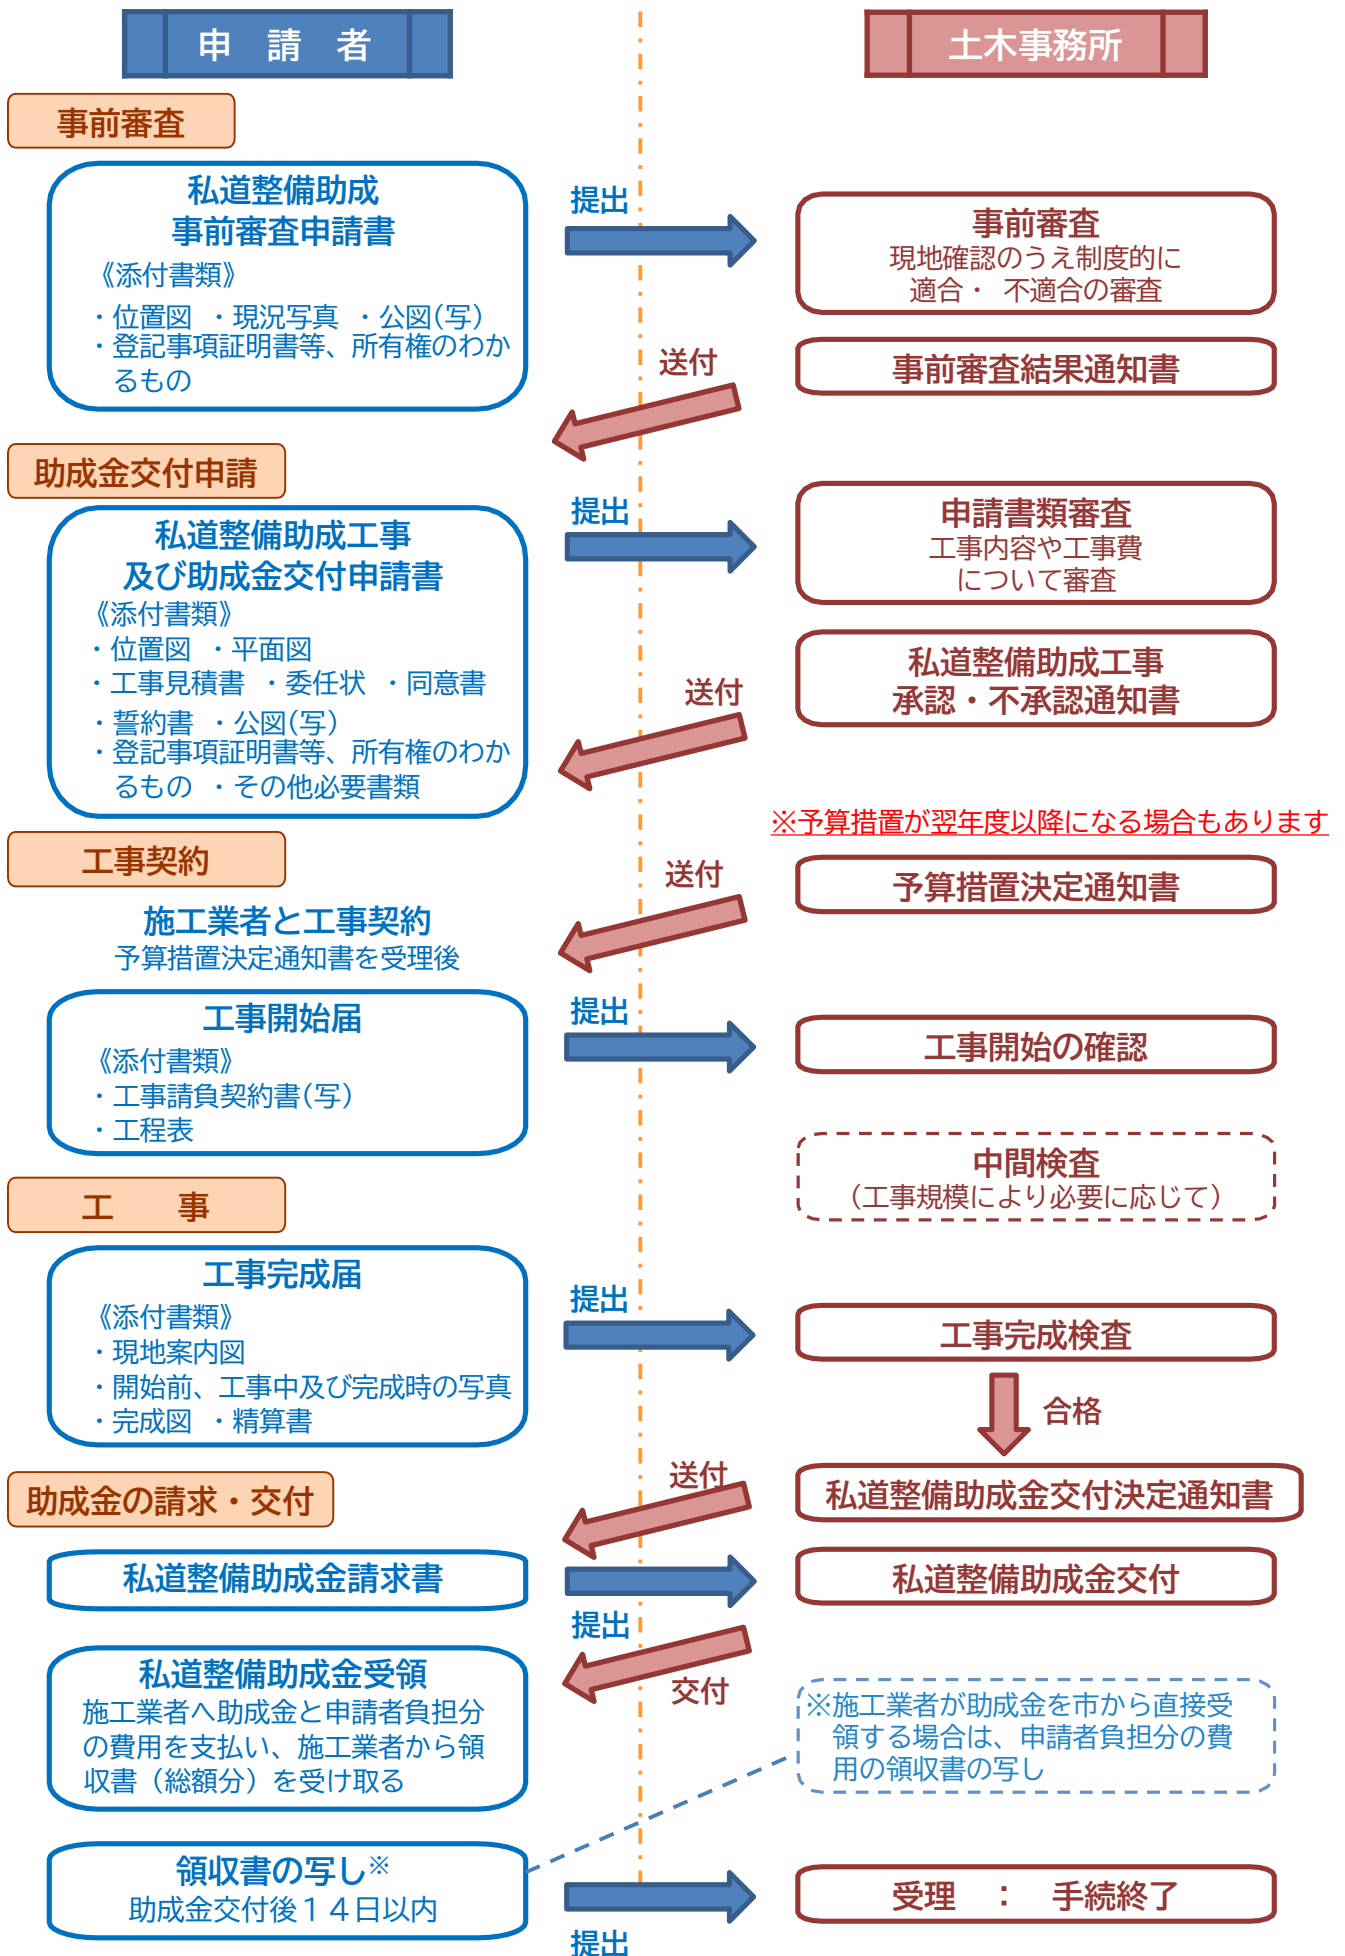 申　請　者
土木事務所
事前審査
私道整備助成
事前審査申請書
《添付書類》
・位置図 ・現況写真 ・公図(写)
・登記事項証明書等、所有権のわか
るもの
提出
事前審査
現地確認のうえ制度的に
適合・ 不適合の審査
送付
事前審査結果通知書
助成金交付申請
私道整備助成工事
及び助成金交付申請書
《添付書類》
・位置図 ・平面図
・工事見積書 ・委任状 ・同意書
・誓約書 ・公図(写)
・登記事項証明書等、所有権のわか
るもの ・その他必要書類
提出
申請書類審査
工事内容や工事費
について審査
送付
私道整備助成工事
承認・不承認通知書
※予算措置が翌年度以降になる場合もあります
工事契約
送付
予算措置決定通知書
施工業者と工事契約
予算措置決定通知書を受理後
工事開始届
《添付書類》
・工事請負契約書(写)
・工程表
提出
工事開始の確認
中間検査
（工事規模により必要に応じて）
工　　事
工事完成届
《添付書類》
・現地案内図
・開始前、工事中及び完成時の写真
・完成図 ・精算書
提出
工事完成検査
合格
助成金の請求・交付
送付
私道整備助成金交付決定通知書
私道整備助成金請求書
提出
私道整備助成金交付
私道整備助成金受領
施工業者へ助成金と申請者負担分
の費用を支払い、施工業者から領
収書（総額分）を受け取る
交付
※施工業者が助成金を市から直接受
領する場合は、申請者負担分の費
用の領収書の写し
領収書の写し※
助成金交付後１４日以内
提出
受理　：　手続終了